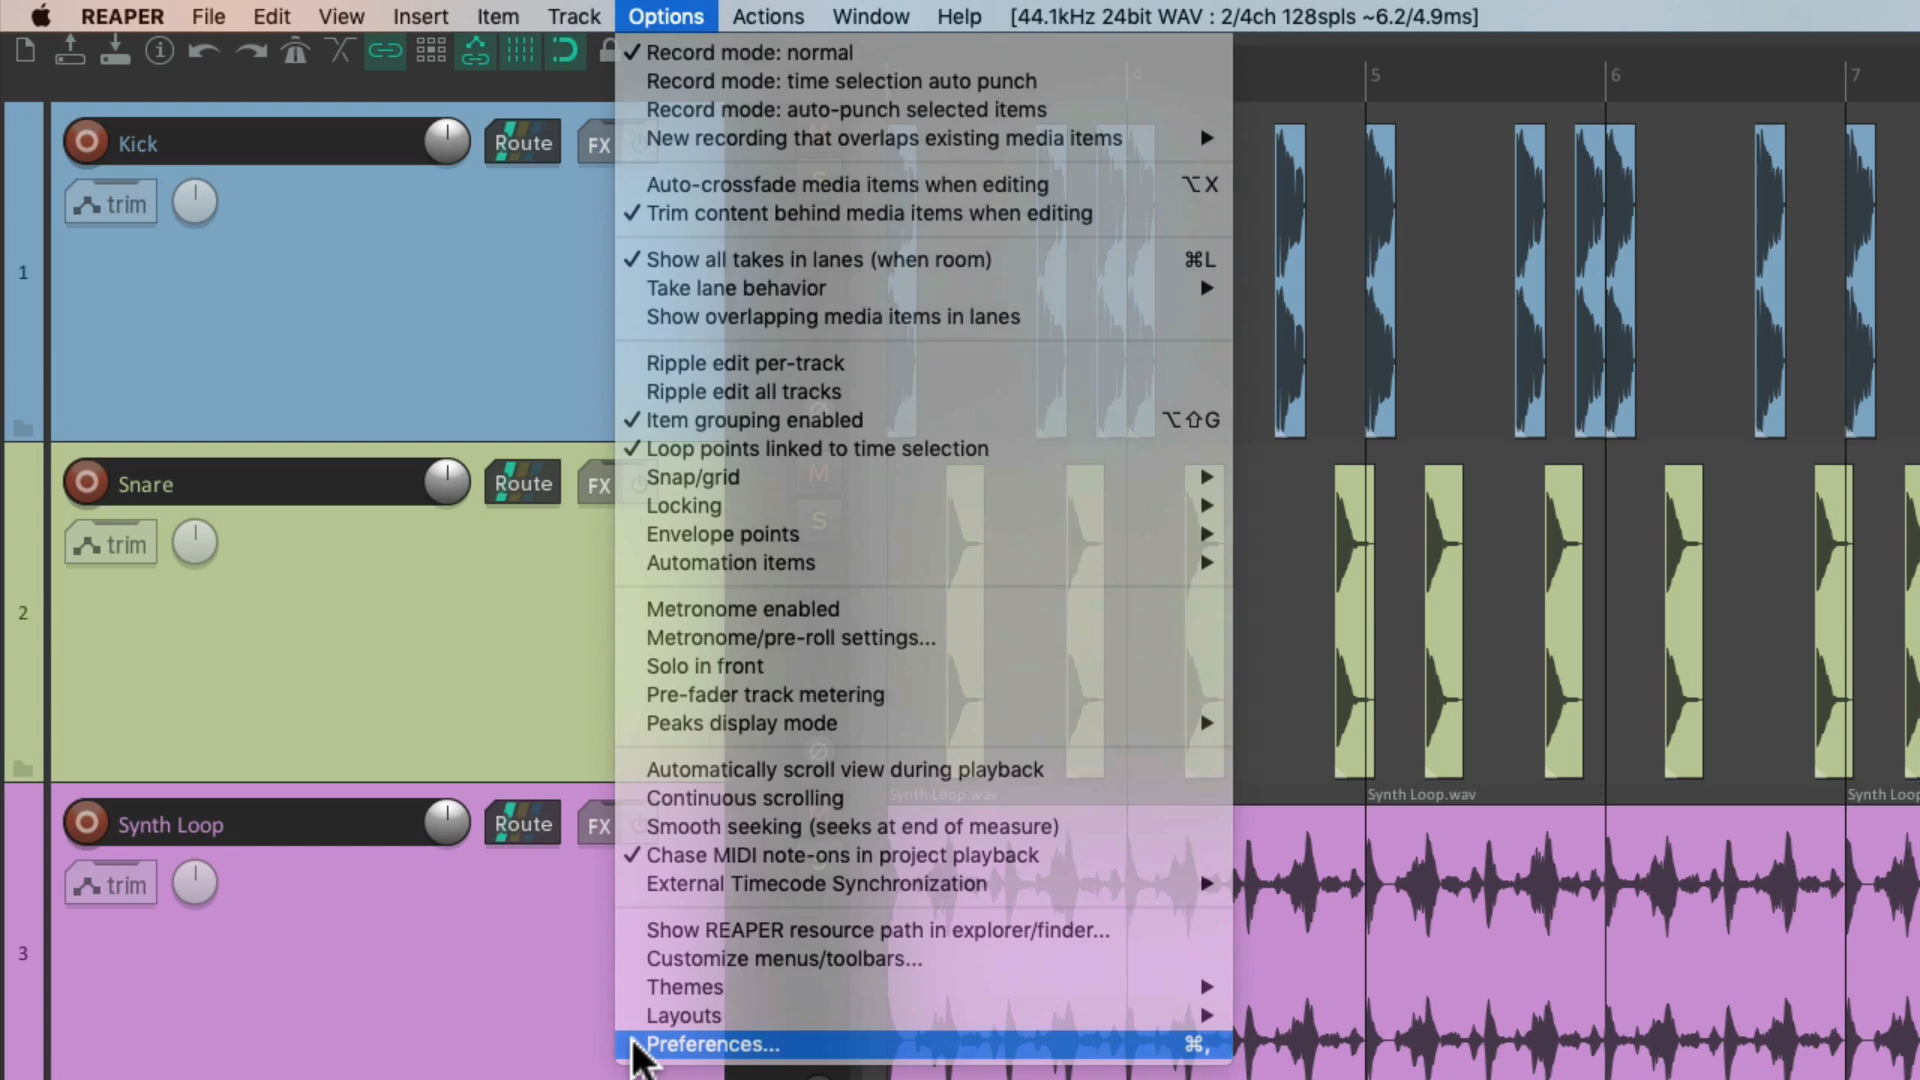 REAPER File Edit View Insert Item Track Options Actions Window Help [44.1kHz 24bit WAV : 2/4ch 128spls ~6.2/4.9ms]
4 5 6 7
✓ Record mode: normal
Record mode: time selection auto punch
Record mode: auto-punch selected items
New recording that overlaps existing media items ▶
Auto-crossfade media items when editing ⌥X
✓ Trim content behind media items when editing
✓ Show all takes in lanes (when room) ⌘L
Take lane behavior ▶
Show overlapping media items in lanes
Ripple edit per-track
Ripple edit all tracks
✓ Item grouping enabled ⌥⇧G
✓ Loop points linked to time selection
Snap/grid ▶
Locking ▶
Envelope points ▶
Automation items ▶
Metronome enabled
Metronome/pre-roll settings...
Solo in front
Pre-fader track metering
Peaks display mode ▶
Automatically scroll view during playback
Continuous scrolling
Smooth seeking (seeks at end of measure)
✓ Chase MIDI note-ons in project playback
External Timecode Synchronization ▶
Show REAPER resource path in explorer/finder...
Customize menus/toolbars...
Themes ▶
Layouts ▶
Preferences... ⌘,
Kick Route FX
trim
1
Snare Route FX
M
S
trim
2
Synth Loop Route FX
trim
3
Synth Loop.wav Synth Loop.wav Synth Loop